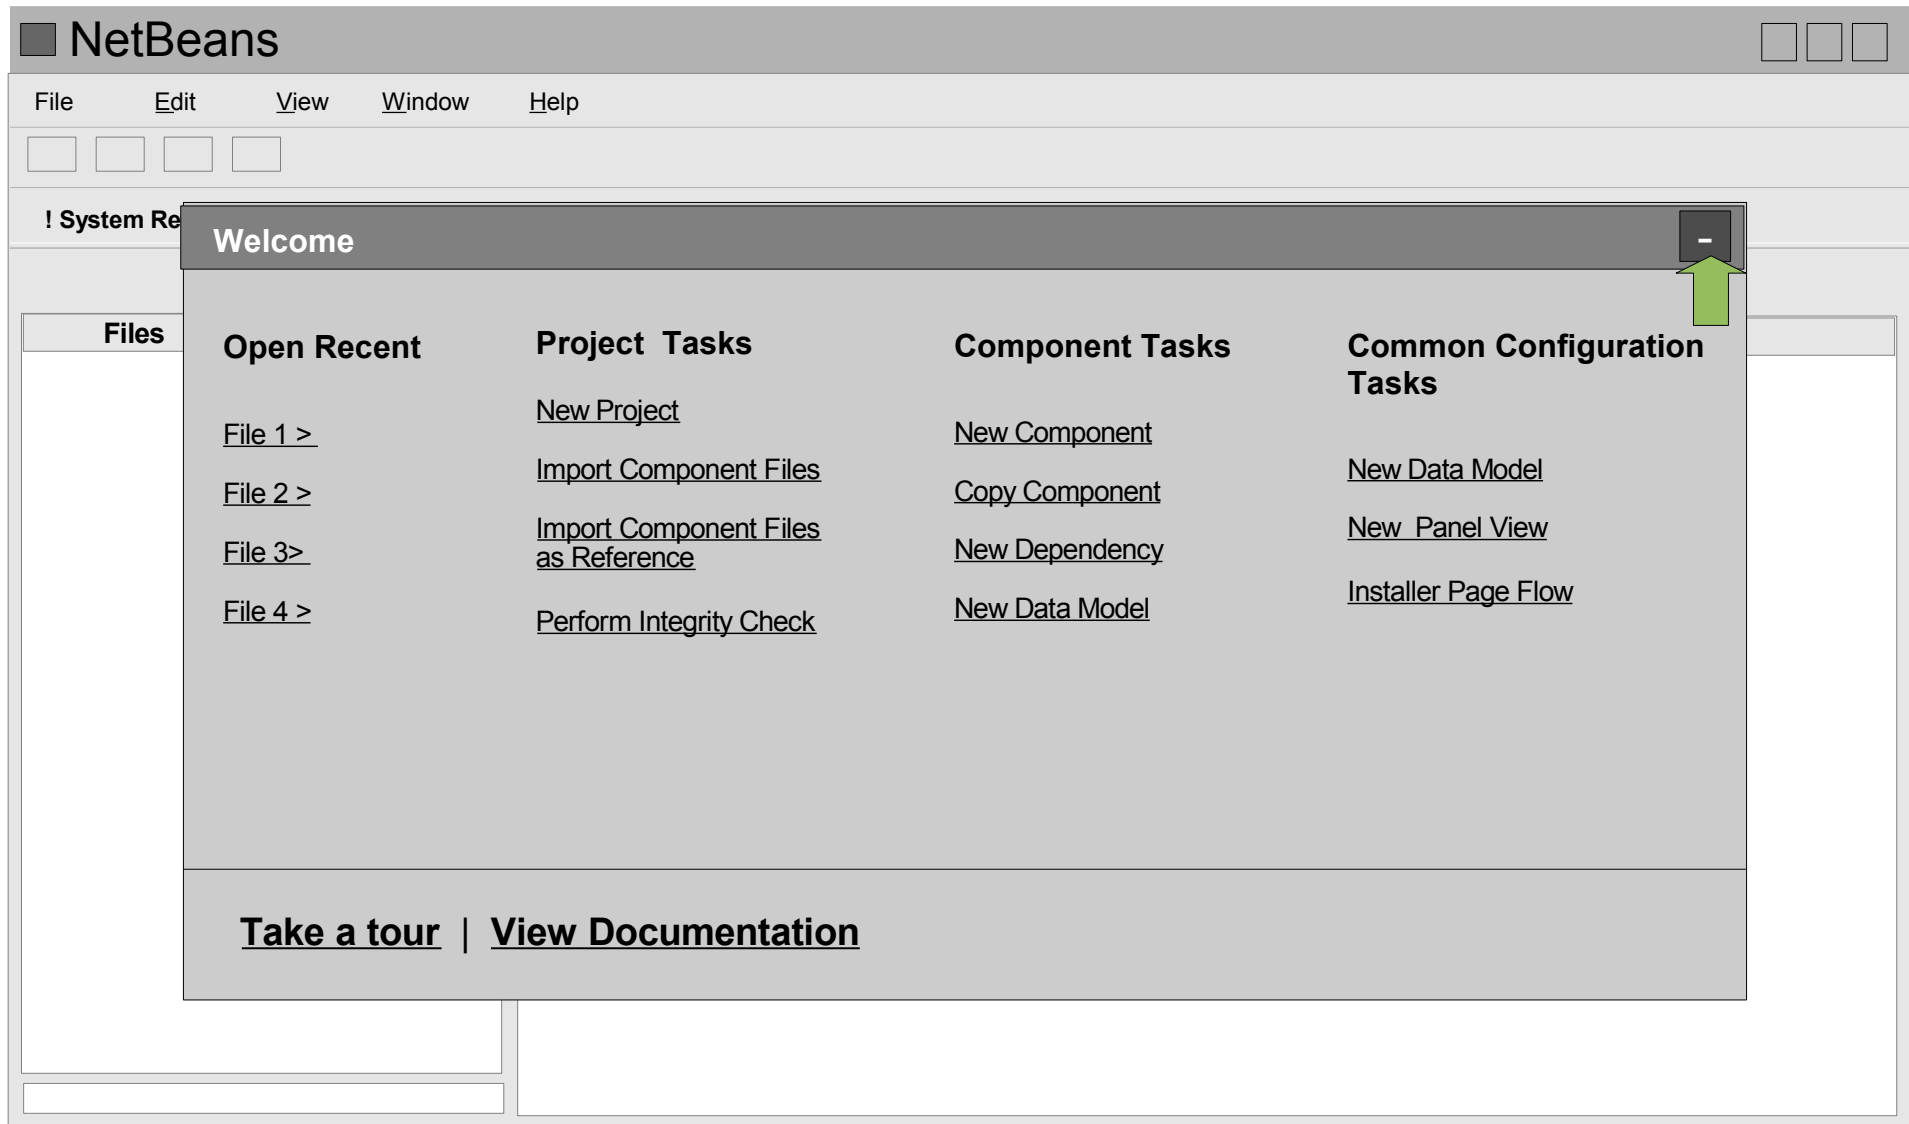 NetBeans
File Edit View Window Help
! System Re
Welcome -
Files
Open Recent
File 1 >
File 2 >
File 3>
File 4 >
Project  Tasks
New Project
Import Component Files
Import Component Files
as Reference
Perform Integrity Check
Component Tasks
New Component
Copy Component
New Dependency
New Data Model
Common Configuration
Tasks
New Data Model
New  Panel View
Installer Page Flow
Take a tour | View Documentation